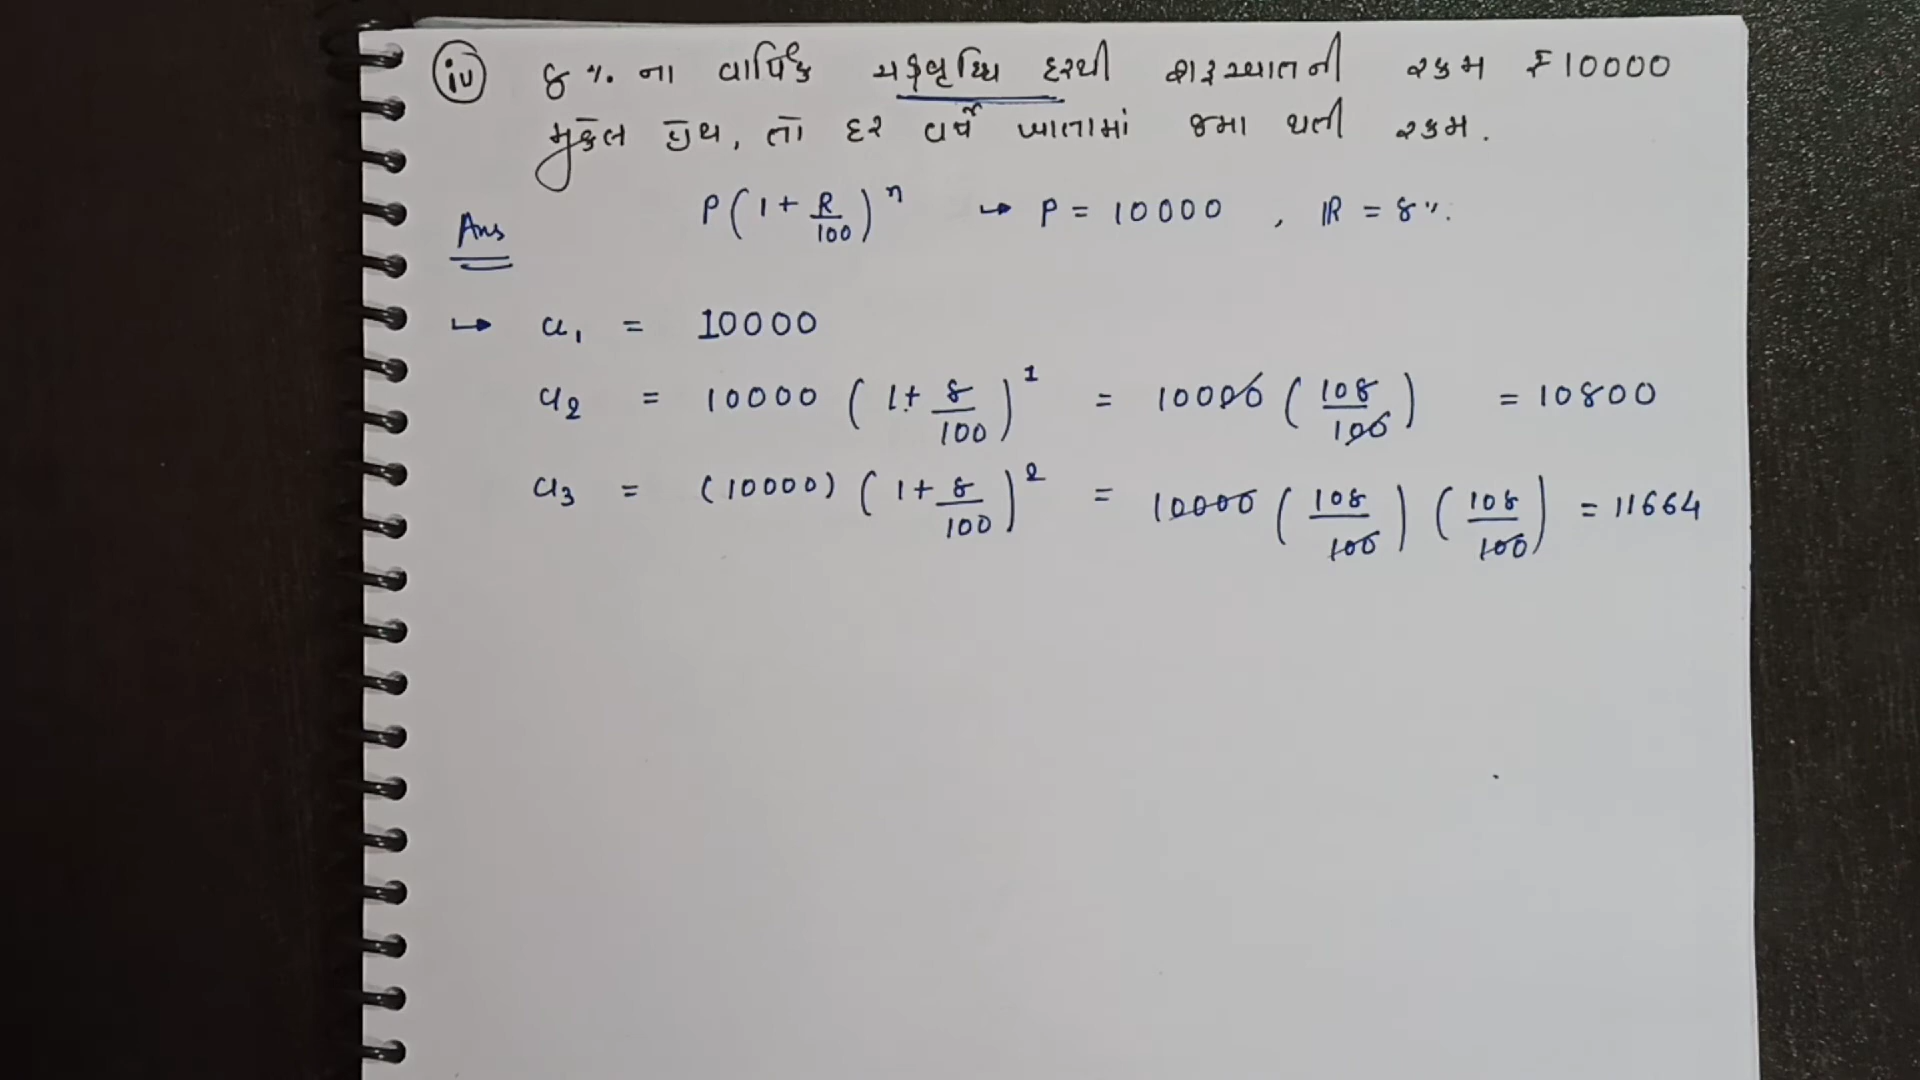 (iv) 8 %. ના વાર્ષિક ચક્રવૃધ્ધિ દરથી શરૂઆતની રકમ ₹10000
મુકેલ હોય, તો દર વર્ષે ખાતામાં જમા થતી રકમ.
Ans P(1 + R/100)^n ↪ P = 10000 , R = 8 %.
↪ a₁ = 10000
a₂ = 10000 (1 + 8/100)^1 = 10000 (108/100) = 10800
a₃ = (10000) (1 + 8/100)^2 = 10000 (108/100) (108/100) = 11664